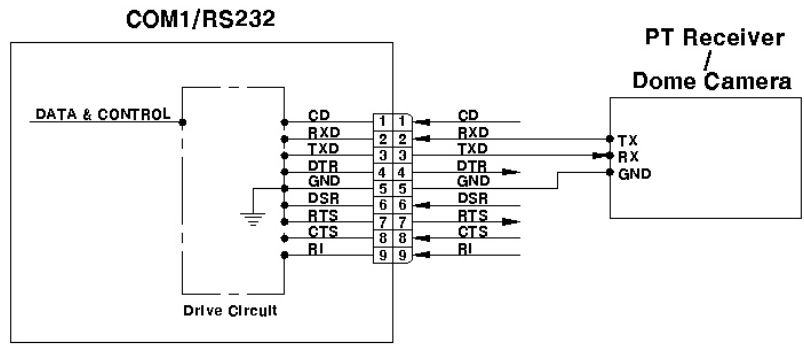 COM1/RS232
PT Receiver
/
Dome Camera
DATA & CONTROL
CD 1 1 CD
RXD 2 2 RXD TX
TXD 3 3 TXD RX
DTR 4 4 DTR GND
GND 5 5 GND
DSR 6 6 DSR
RTS 7 7 RTS
CTS 8 8 CTS
RI 9 9 RI
Drive Circuit